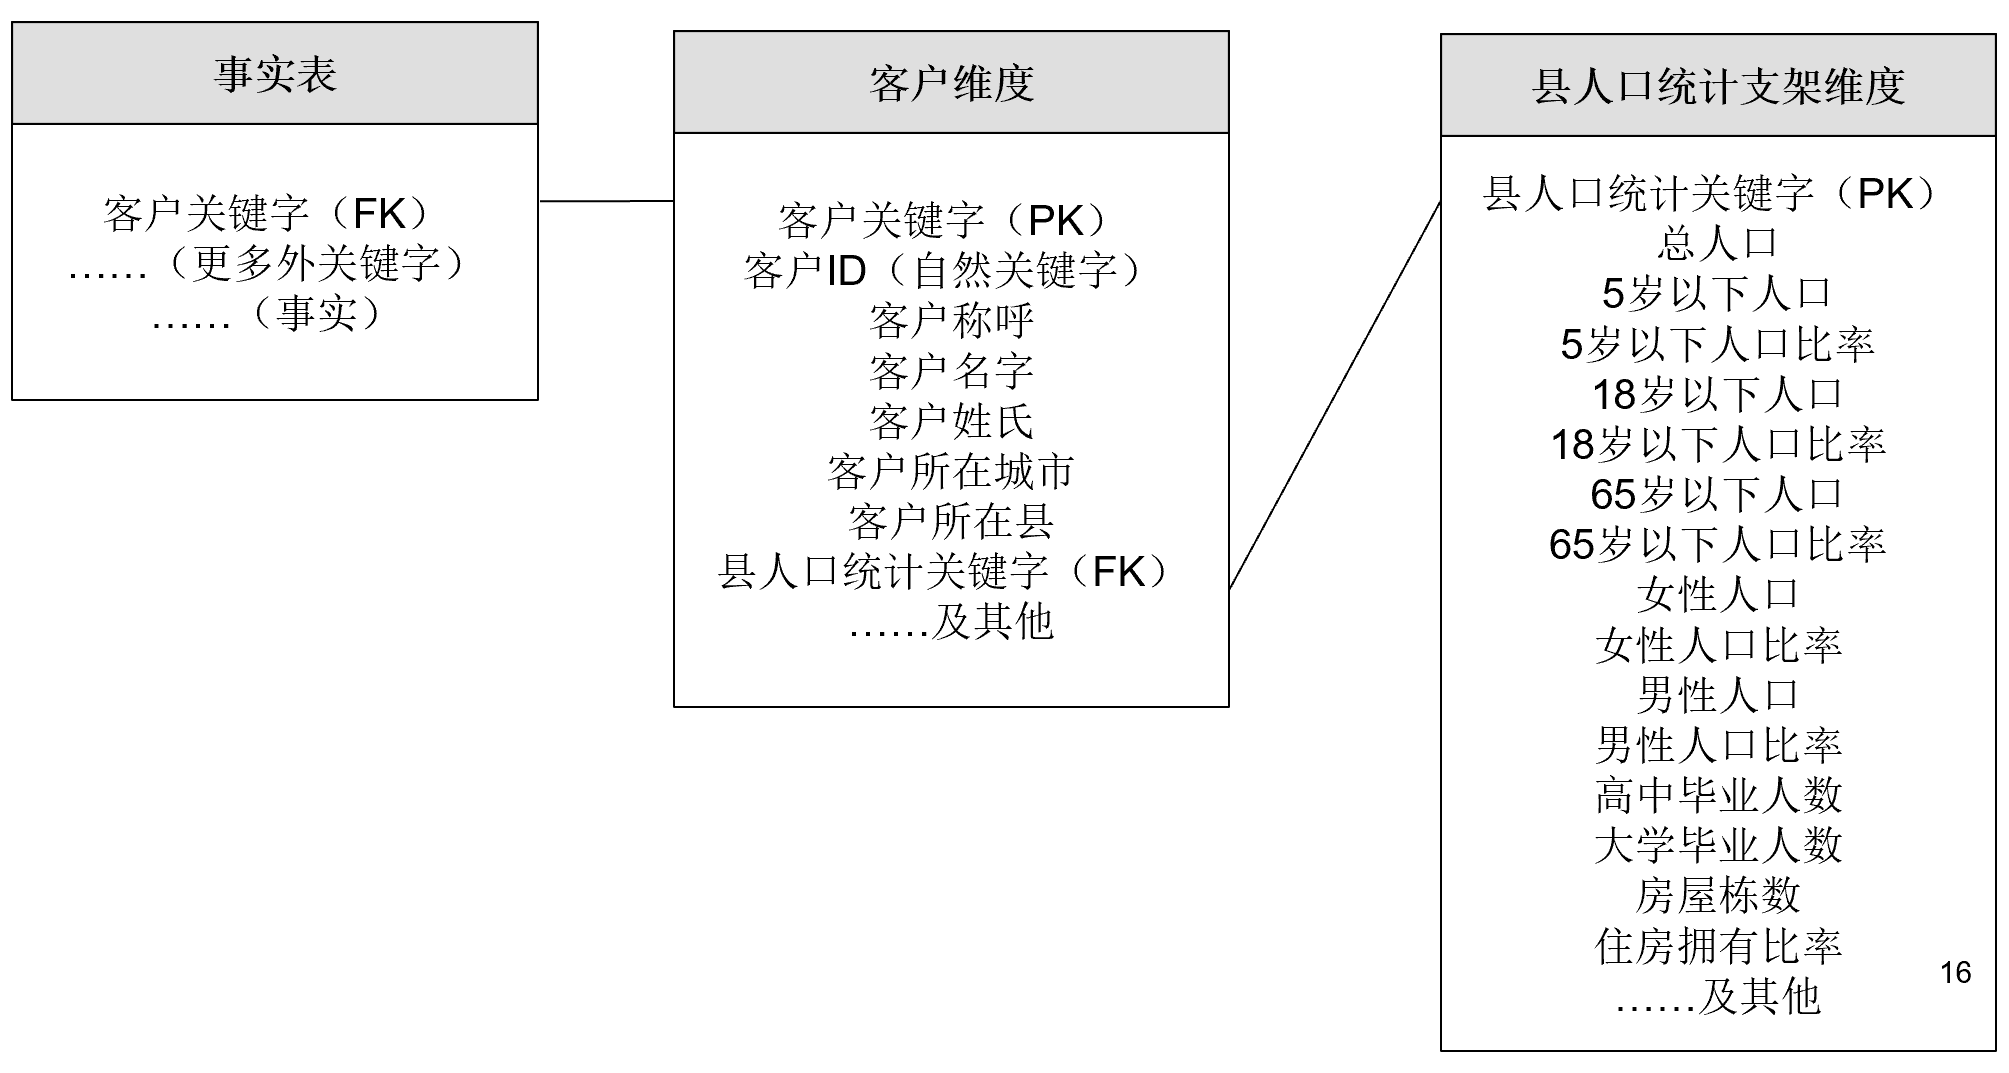 事实表
客户关键字（FK）
……（更多外关键字）
……（事实）
客户维度
客户关键字（PK）
客户ID（自然关键字）
客户称呼
客户名字
客户姓氏
客户所在城市
客户所在县
县人口统计关键字（FK）
……及其他
县人口统计支架维度
县人口统计关键字（PK）
总人口
5岁以下人口
5岁以下人口比率
18岁以下人口
18岁以下人口比率
65岁以下人口
65岁以下人口比率
女性人口
女性人口比率
男性人口
男性人口比率
高中毕业人数
大学毕业人数
房屋栋数
住房拥有比率
……及其他
16